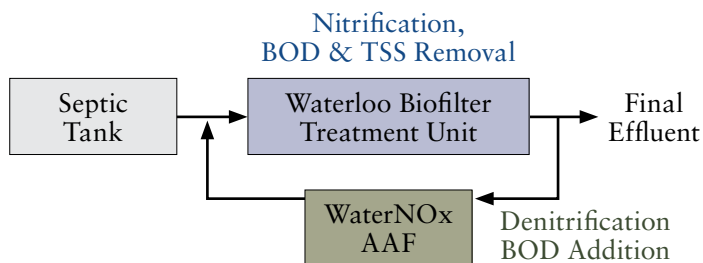 Nitrification,
BOD & TSS Removal
Septic
Tank
Waterloo Biofilter
Treatment Unit
Final
Effluent
WaterNOx
AAF
Denitrification
BOD Addition